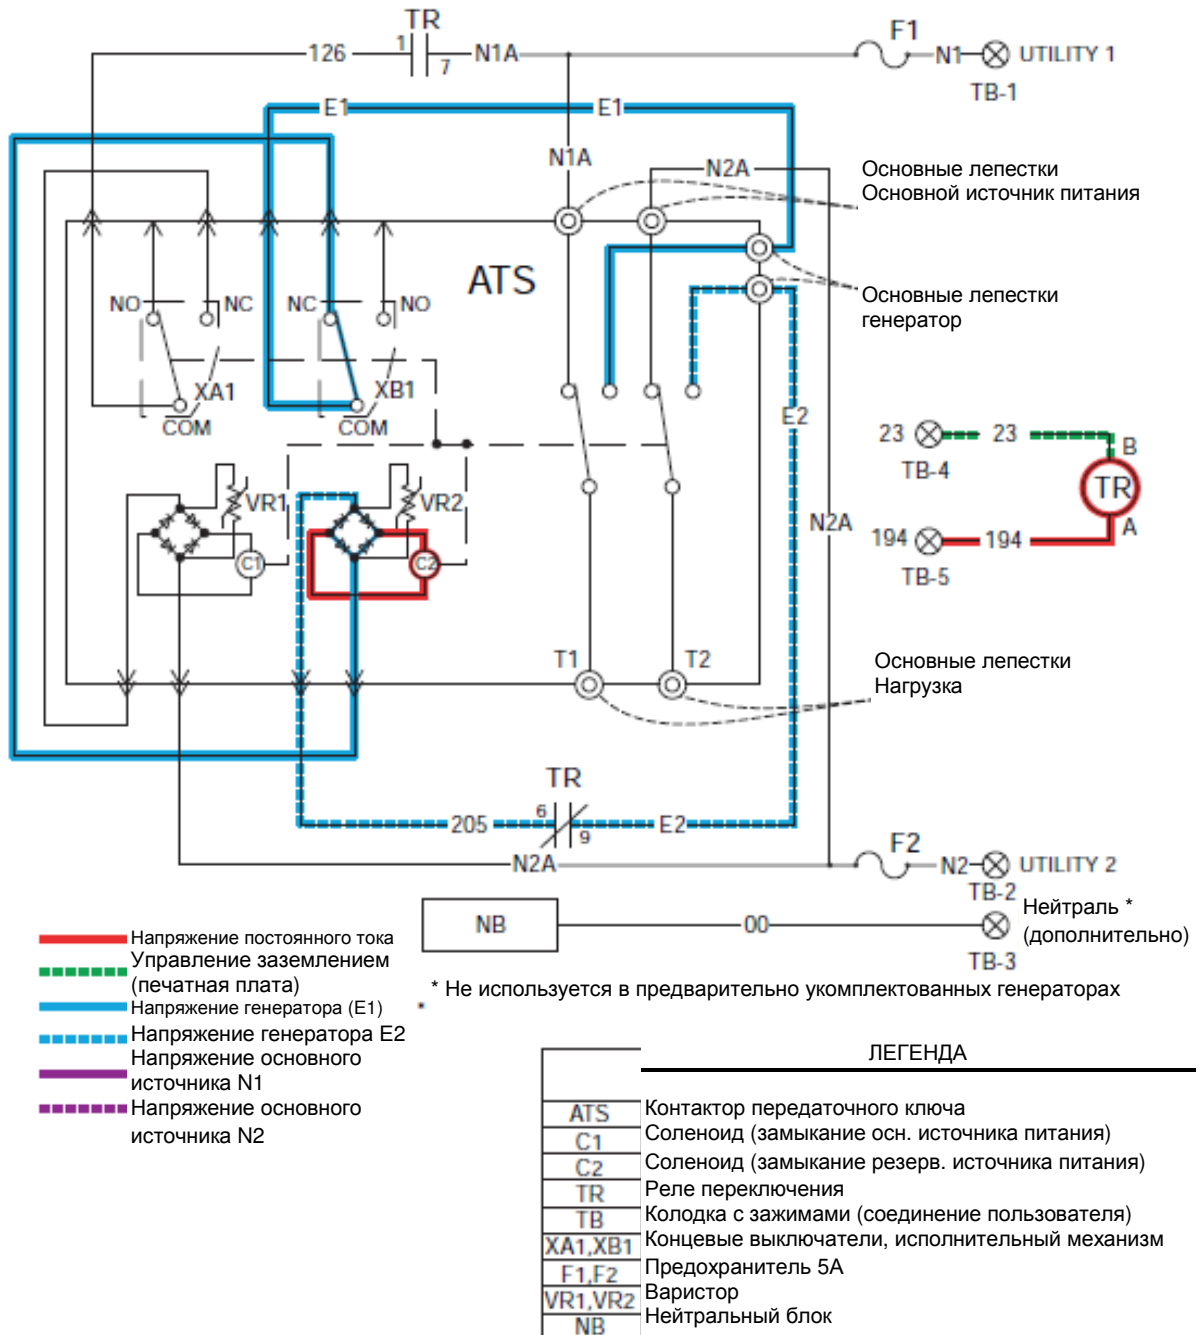 TR
F1
126
1
7
N1A
N1
UTILITY 1
TB-1
E1
E1
N1A
N2A
Основные лепестки
Основной источник питания
ATS
Основные лепестки
генератор
NO
NC
NC
NO
XA1
XB1
COM
COM
E2
23
23
B
TB-4
TR
VR1
VR2
N2A
194
194
A
C1
C2
TB-5
T1
T2
Основные лепестки
Нагрузка
TR
6
205
9
E2
F2
N2A
N2
UTILITY 2
TB-2
Нейтраль *
NB
00
(дополнительно)
TB-3
Напряжение постоянного тока
Управление заземлением
(печатная плата)
* Не используется в предварительно укомплектованных генераторах
Напряжение генератора (E1)
Напряжение генератора E2
Напряжение основного
источника N1
Напряжение основного
источника N2
ЛЕГЕНДА
ATS Контактор передаточного ключа
C1 Соленоид (замыкание осн. источника питания)
C2 Соленоид (замыкание резерв. источника питания)
TR Реле переключения
TB Колодка с зажимами (соединение пользователя)
XA1,XB1 Концевые выключатели, исполнительный механизм
F1,F2 Предохранитель 5А
VR1,VR2 Варистор
NB Нейтральный блок